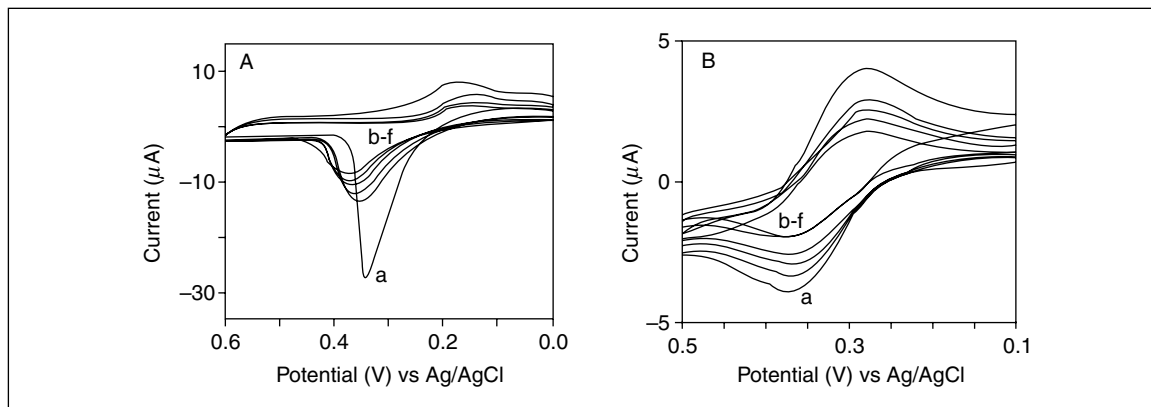 A
10
b-f
−10
a
−30
0.6
0.4
0.2
0.0
Current (μA)
Potential (V) vs Ag/AgCl
B
5
0
b-f
a
−5
0.5
0.3
0.1
Current (μA)
Potential (V) vs Ag/AgCl